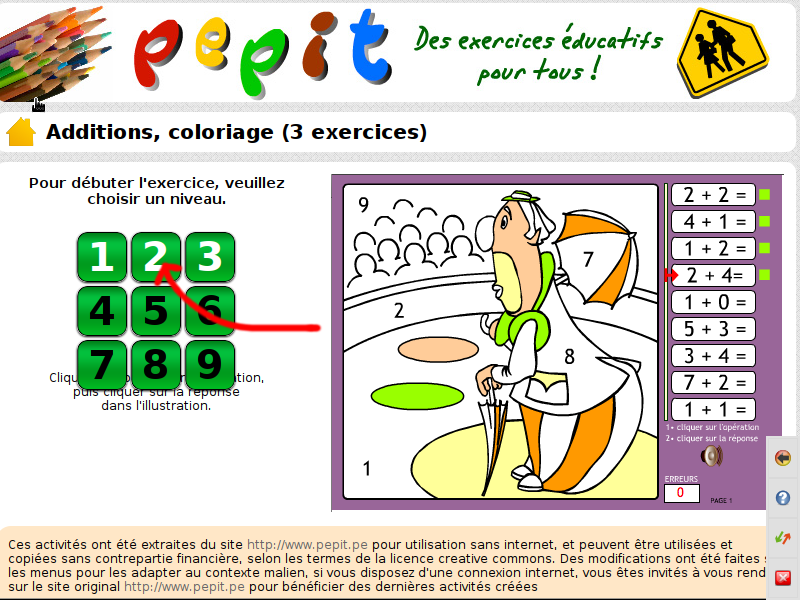 pepit
Des exercices éducatifs
pour tous !
Additions, coloriage (3 exercices)
Pour débuter l'exercice, veuillez
choisir un niveau.
1 2 3
4 5 6
7 8 9
puis cliquer sur la réponse
dans l'illustration.
9
7
2
8
1
2 + 2 =
4 + 1 =
1 + 2 =
2 + 4=
1 + 0 =
5 + 3 =
3 + 4 =
7 + 2 =
1 + 1 =
1• cliquer sur l'opération
2• cliquer sur la réponse
ERREURS
0
PAGE 1
Ces activités ont été extraites du site http://www.pepit.pe pour utilisation sans internet, et peuvent être utilisées et
copiées sans contrepartie financière, selon les termes de la licence creative commons. Des modifications ont été faites
les menus pour les adapter au contexte malien, si vous disposez d'une connexion internet, vous êtes invités à vous rend
sur le site original http://www.pepit.pe pour bénéficier des dernières activités créées